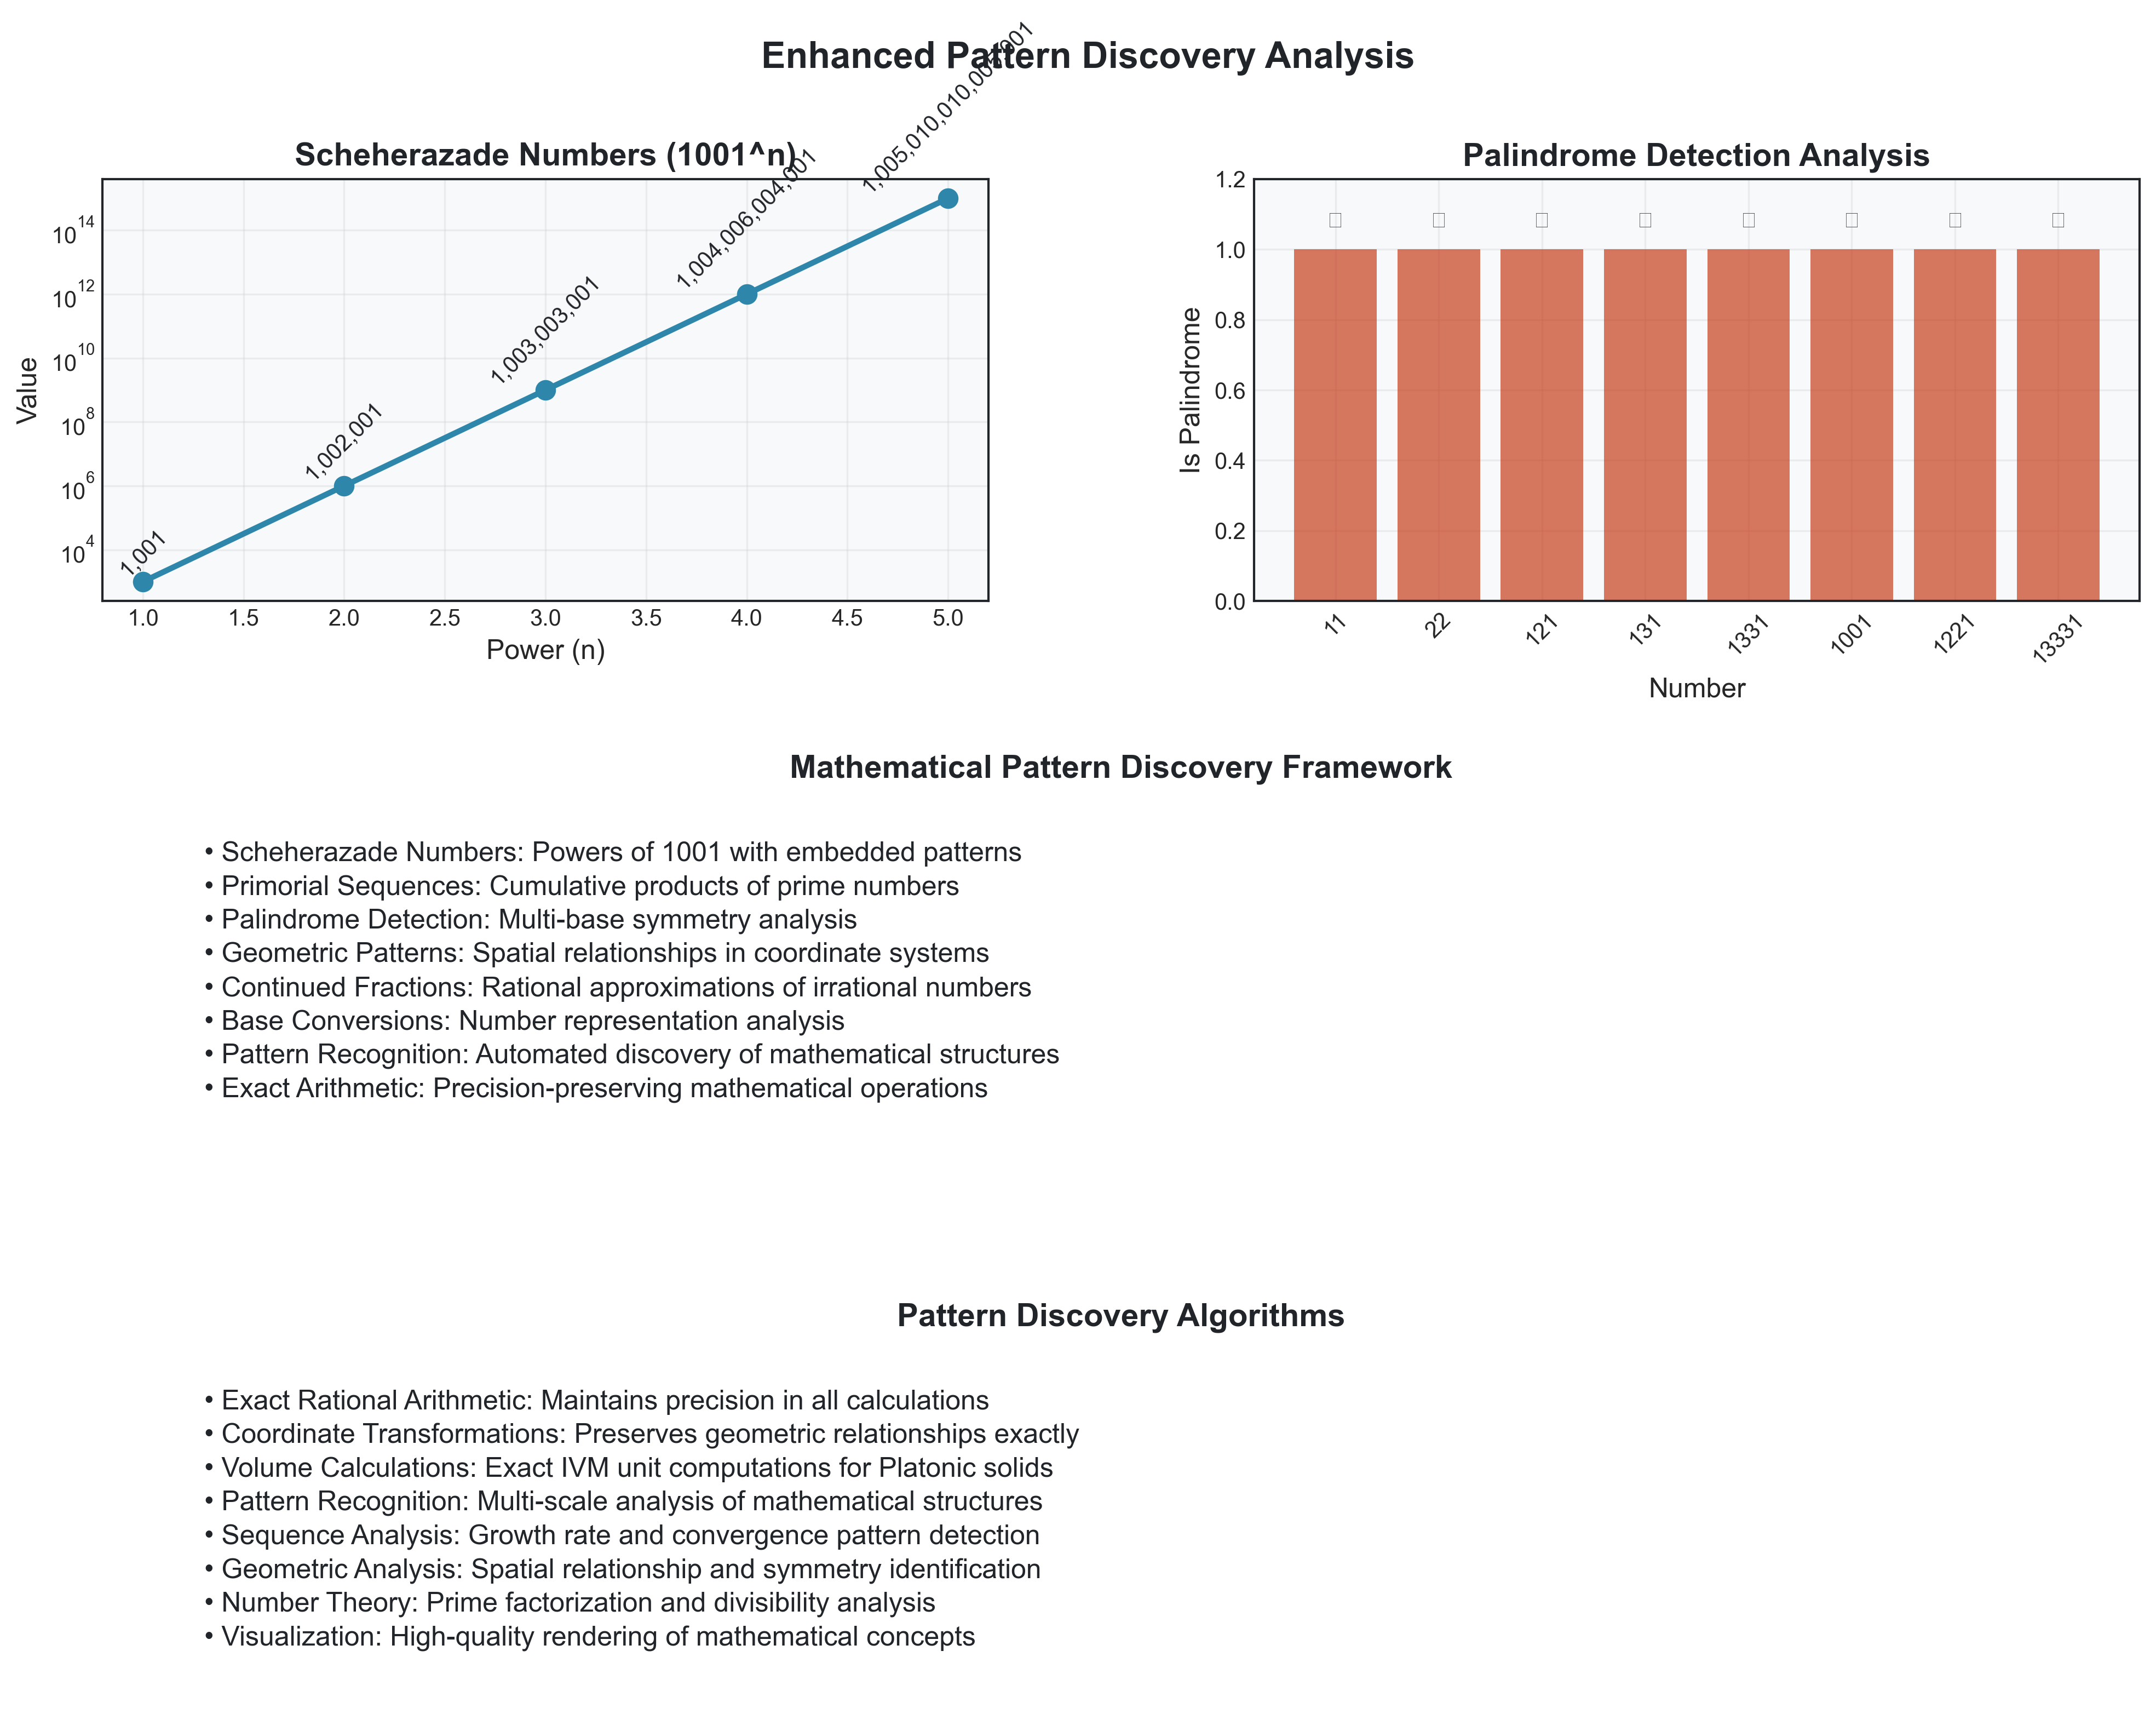 Enhanced Pattern Discovery Analysis
Scheherazade Numbers (1001^n)
1,001
1,002,001
1,003,003,001
1,004,006,004,001
1,005,010,010,005,001
Value
10^14
10^12
10^10
10^8
10^6
10^4
1.0 1.5 2.0 2.5 3.0 3.5 4.0 4.5 5.0
Power (n)
Palindrome Detection Analysis
Is Palindrome
1.2
1.0
0.8
0.6
0.4
0.2
0.0
11 22 121 131 1331 1001 1221 13331
Number
Mathematical Pattern Discovery Framework
• Scheherazade Numbers: Powers of 1001 with embedded patterns
• Primorial Sequences: Cumulative products of prime numbers
• Palindrome Detection: Multi-base symmetry analysis
• Geometric Patterns: Spatial relationships in coordinate systems
• Continued Fractions: Rational approximations of irrational numbers
• Base Conversions: Number representation analysis
• Pattern Recognition: Automated discovery of mathematical structures
• Exact Arithmetic: Precision-preserving mathematical operations
Pattern Discovery Algorithms
• Exact Rational Arithmetic: Maintains precision in all calculations
• Coordinate Transformations: Preserves geometric relationships exactly
• Volume Calculations: Exact IVM unit computations for Platonic solids
• Pattern Recognition: Multi-scale analysis of mathematical structures
• Sequence Analysis: Growth rate and convergence pattern detection
• Geometric Analysis: Spatial relationship and symmetry identification
• Number Theory: Prime factorization and divisibility analysis
• Visualization: High-quality rendering of mathematical concepts